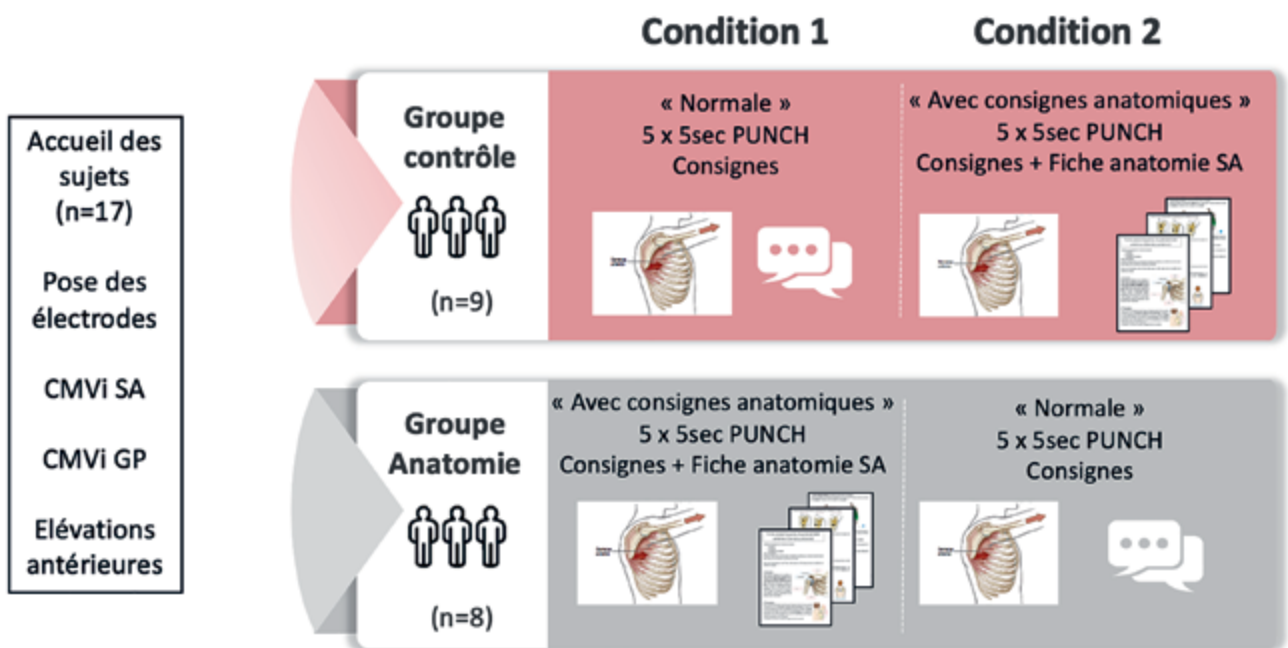 Condition 1
Condition 2
Accueil des
sujets
(n=17)
Pose des
électrodes
CMVi SA
CMVi GP
Elévations
antérieures
Groupe
contrôle
(n=9)
« Normale »
5 x 5sec PUNCH
Consignes
« Avec consignes anatomiques »
5 x 5sec PUNCH
Consignes + Fiche anatomie SA
Groupe
Anatomie
(n=8)
« Avec consignes anatomiques »
5 x 5sec PUNCH
Consignes + Fiche anatomie SA
« Normale »
5 x 5sec PUNCH
Consignes